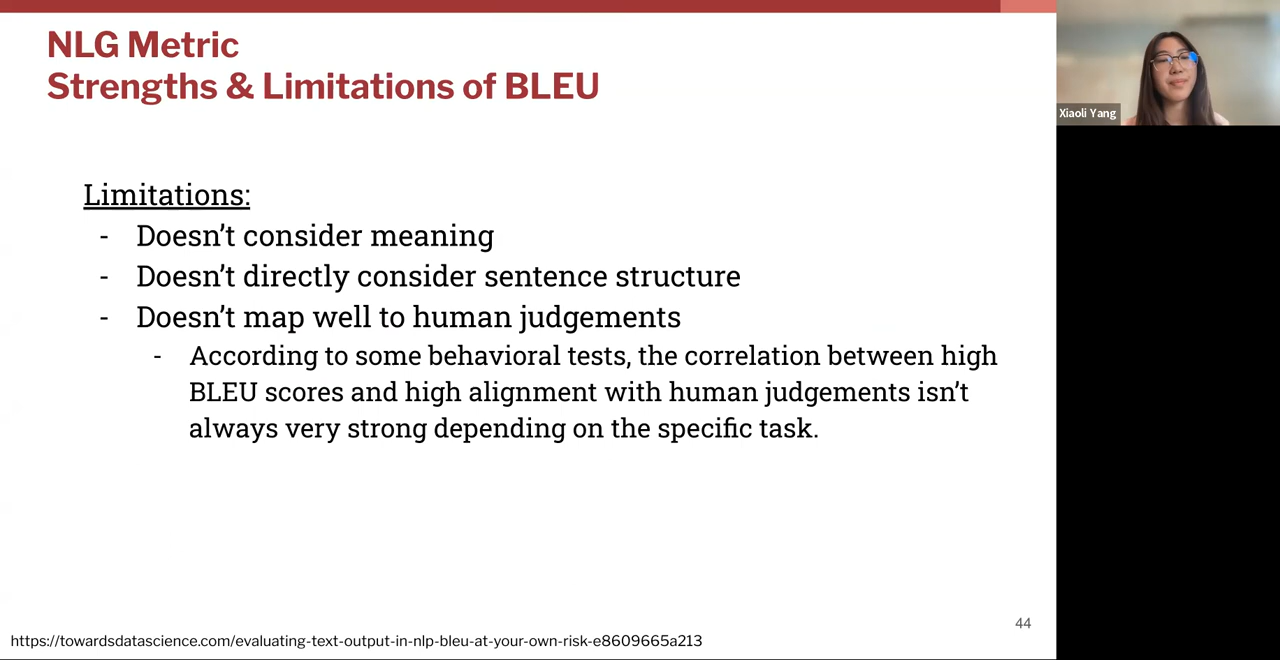 NLG Metric
Strengths & Limitations of BLEU
Limitations:
- Doesn’t consider meaning
- Doesn’t directly consider sentence structure
- Doesn’t map well to human judgements
- According to some behavioral tests, the correlation between high
BLEU scores and high alignment with human judgements isn’t
always very strong depending on the specific task.
44
https://towardsdatascience.com/evaluating-text-output-in-nlp-bleu-at-your-own-risk-e8609665a213
Xiaoli Yang